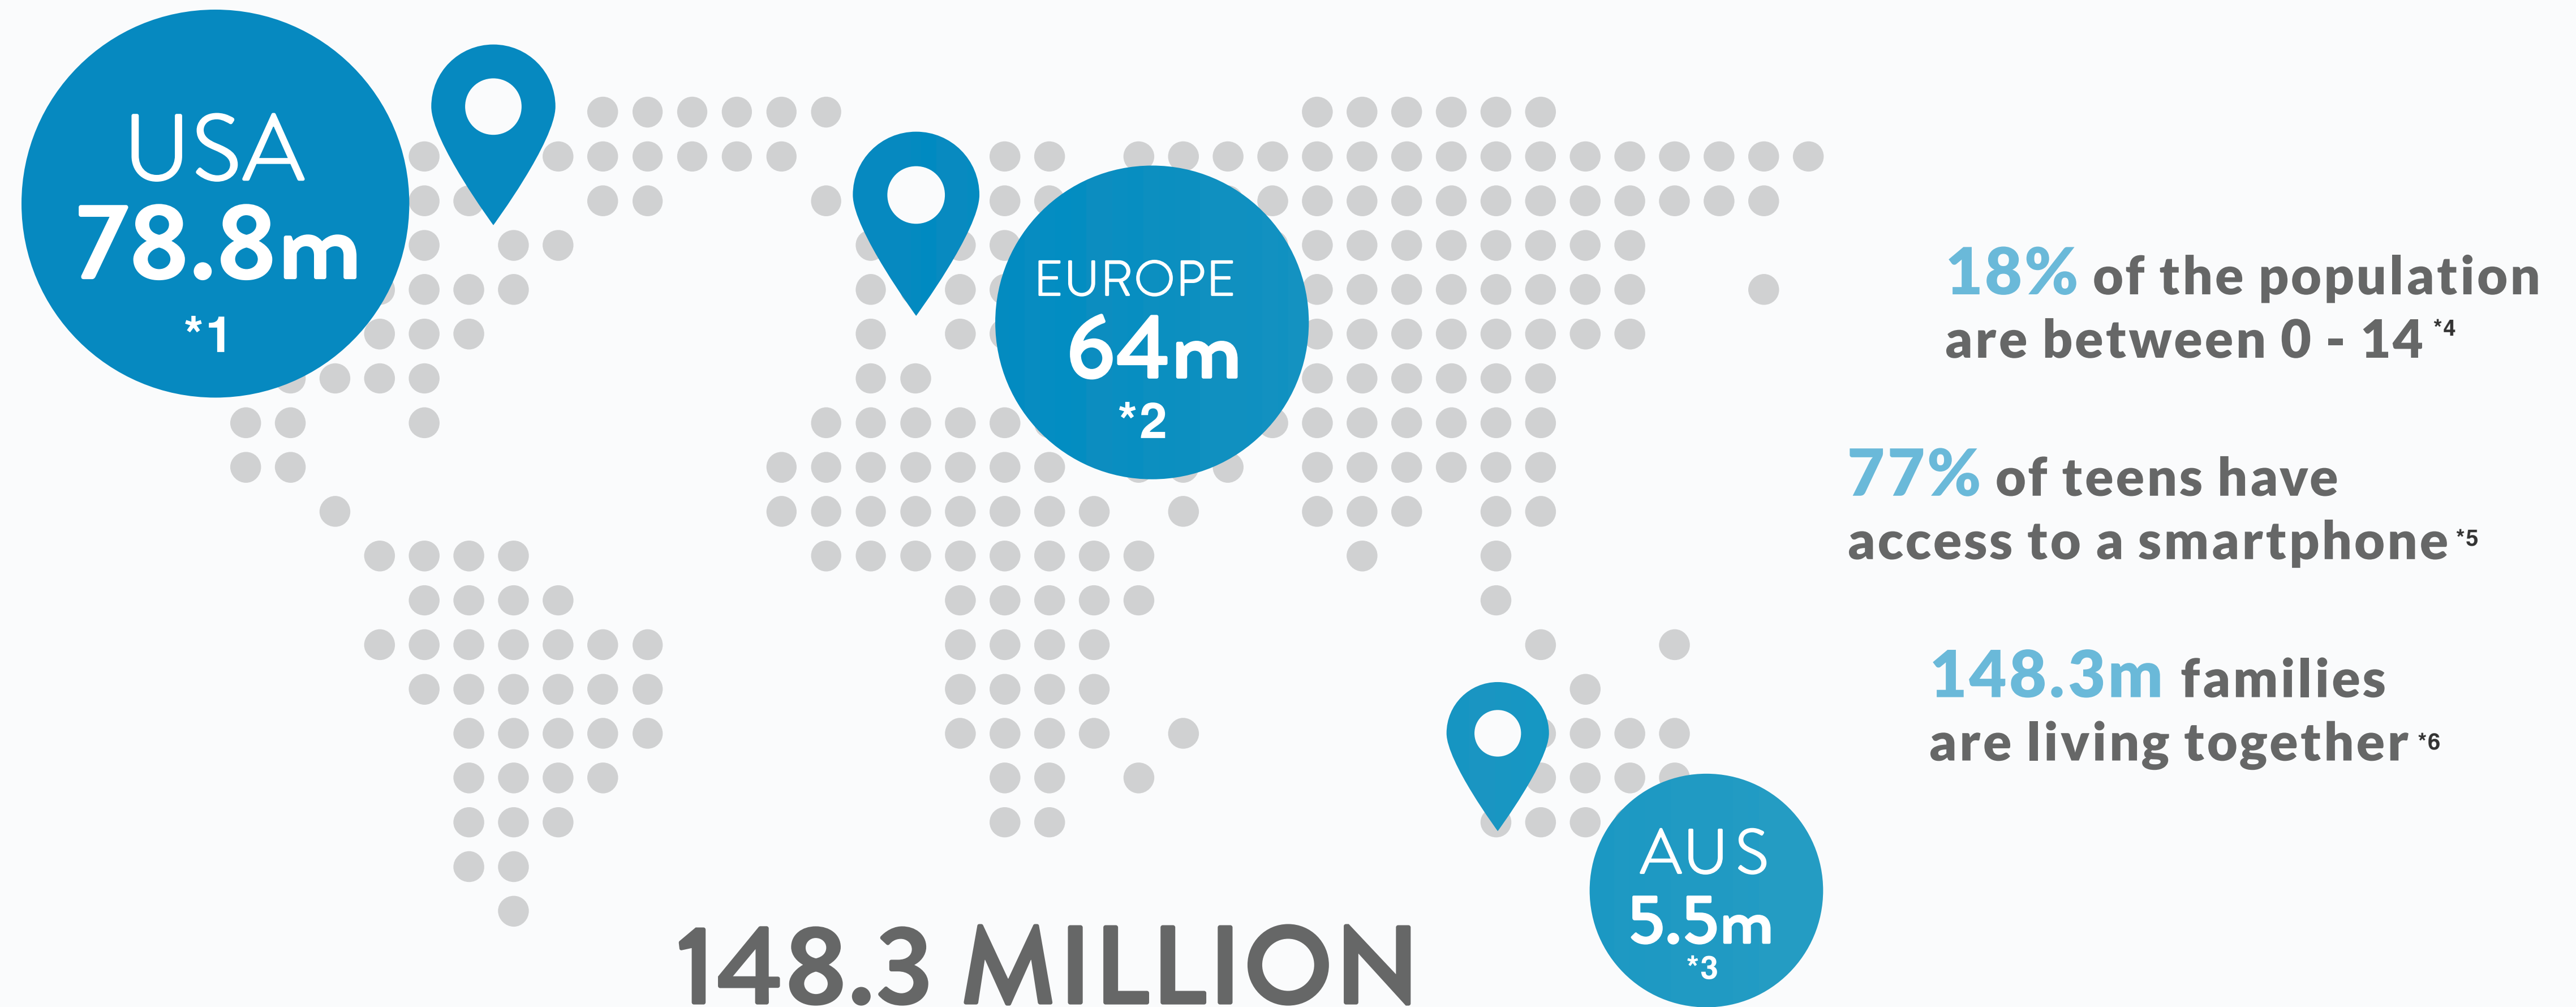 USA
78.8m
*1
EUROPE
64m
*2
AUS
5.5m
*3
148.3 MILLION
18% of the population
are between 0 - 14 *4
77% of teens have
access to a smartphone *5
148.3m families
are living together *6